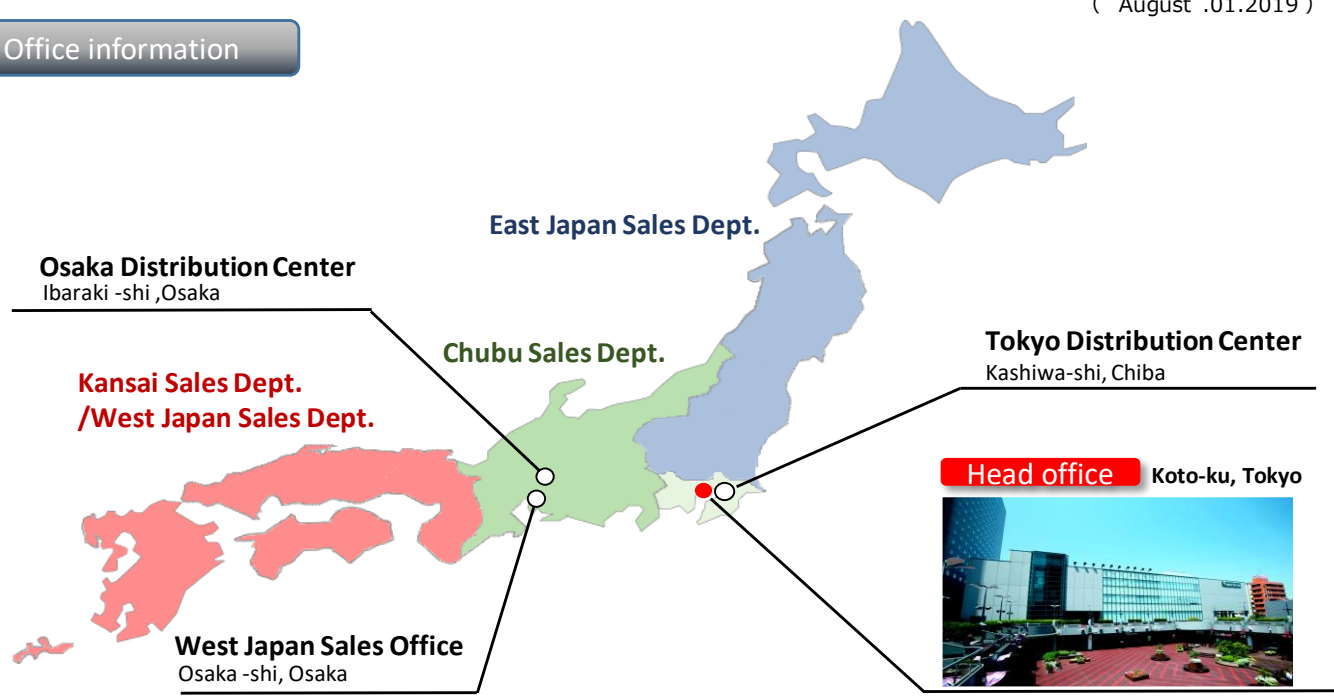 （ August .01.2019 ）
Office information
East Japan Sales Dept.
Osaka Distribution Center
Ibaraki -shi ,Osaka
Chubu Sales Dept.
Tokyo Distribution Center
Kashiwa-shi, Chiba
Kansai Sales Dept.
/West Japan Sales Dept.
Head office Koto-ku, Tokyo
West Japan Sales Office
Osaka -shi, Osaka